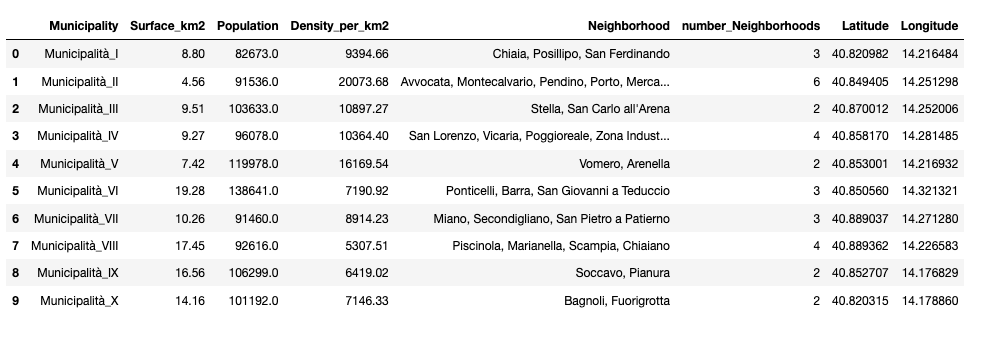 Municipality Surface_km2 Population Density_per_km2 Neighborhood number_Neighborhoods Latitude Longitude
0 Municipalità_I 8.80 82673.0 9394.66 Chiaia, Posillipo, San Ferdinando 3 40.820982 14.216484
1 Municipalità_II 4.56 91536.0 20073.68 Avvocata, Montecalvario, Pendino, Porto, Merca... 6 40.849405 14.251298
2 Municipalità_III 9.51 103633.0 10897.27 Stella, San Carlo all'Arena 2 40.870012 14.252006
3 Municipalità_IV 9.27 96078.0 10364.40 San Lorenzo, Vicaria, Poggioreale, Zona Indust... 4 40.858170 14.281485
4 Municipalità_V 7.42 119978.0 16169.54 Vomero, Arenella 2 40.853001 14.216932
5 Municipalità_VI 19.28 138641.0 7190.92 Ponticelli, Barra, San Giovanni a Teduccio 3 40.850560 14.321321
6 Municipalità_VII 10.26 91460.0 8914.23 Miano, Secondigliano, San Pietro a Patierno 3 40.889037 14.271280
7 Municipalità_VIII 17.45 92616.0 5307.51 Piscinola, Marianella, Scampia, Chiaiano 4 40.889362 14.226583
8 Municipalità_IX 16.56 106299.0 6419.02 Soccavo, Pianura 2 40.852707 14.176829
9 Municipalità_X 14.16 101192.0 7146.33 Bagnoli, Fuorigrotta 2 40.820315 14.178860